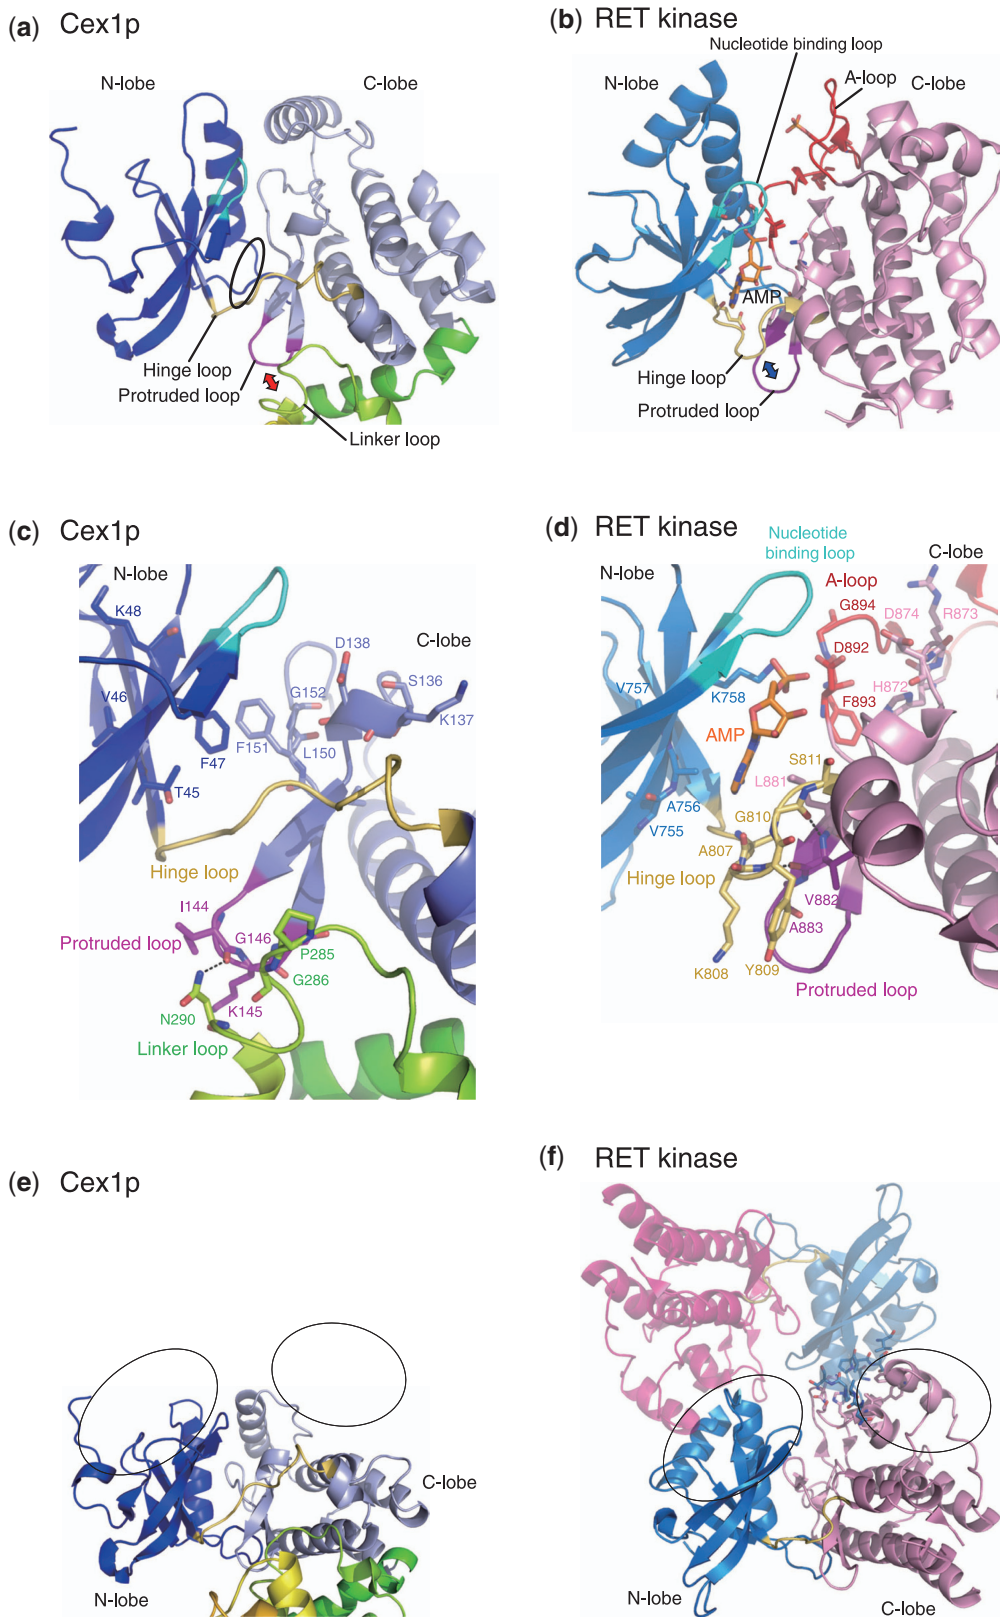 (a) Cex1p
N-lobe
C-lobe
Hinge loop
Protruded loop
Linker loop
(b) RET kinase
Nucleotide binding loop
N-lobe
A-loop
C-lobe
AMP
Hinge loop
Protruded loop
(c) Cex1p
N-lobe
K48
D138
C-lobe
S136
V46
G152
K137
F151
L150
F47
T45
Hinge loop
I144
Protruded loop
G146
P285
G286
K145
N290
Linker loop
(d) RET kinase
Nucleotide
binding loop
N-lobe
C-lobe
A-loop
G894
D874
R873
D892
V757
K758
H872
F893
AMP
S811
L881
A756
G810
V755
A807
Hinge loop
V882
A883
K808
Y809
Protruded loop
(e) Cex1p
C-lobe
N-lobe
(f) RET kinase
N-lobe
C-lobe